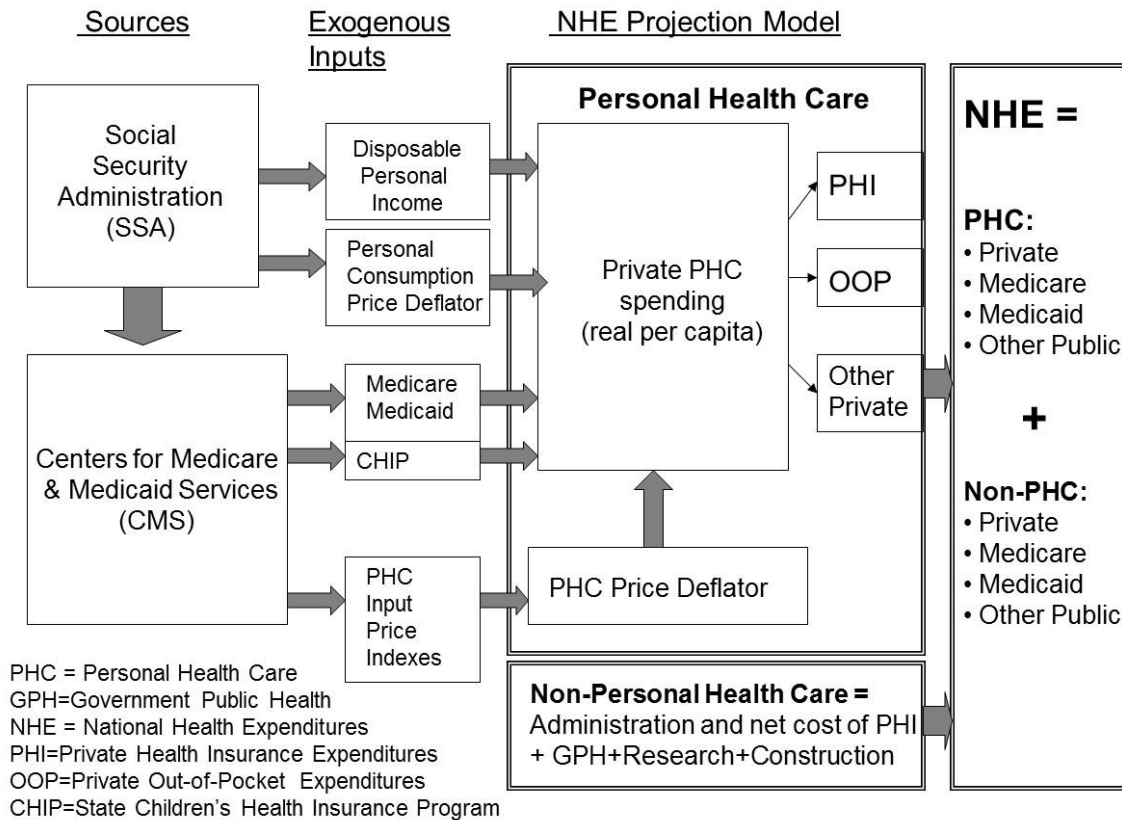 Sources
Exogenous
Inputs
NHE Projection Model
Social
Security
Administration
(SSA)
Disposable
Personal
Income
Personal
Consumption
Price Deflator
Centers for Medicare
& Medicaid Services
(CMS)
Medicare
Medicaid
CHIP
PHC
Input
Price
Indexes
Personal Health Care
Private PHC
spending
(real per capita)
PHI
OOP
Other
Private
PHC Price Deflator
Non-Personal Health Care =
Administration and net cost of PHI
+ GPH+Research+Construction
NHE =
PHC:
• Private
• Medicare
• Medicaid
• Other Public
+
Non-PHC:
• Private
• Medicare
• Medicaid
• Other Public
PHC = Personal Health Care
GPH=Government Public Health
NHE = National Health Expenditures
PHI=Private Health Insurance Expenditures
OOP=Private Out-of-Pocket Expenditures
CHIP=State Children's Health Insurance Program